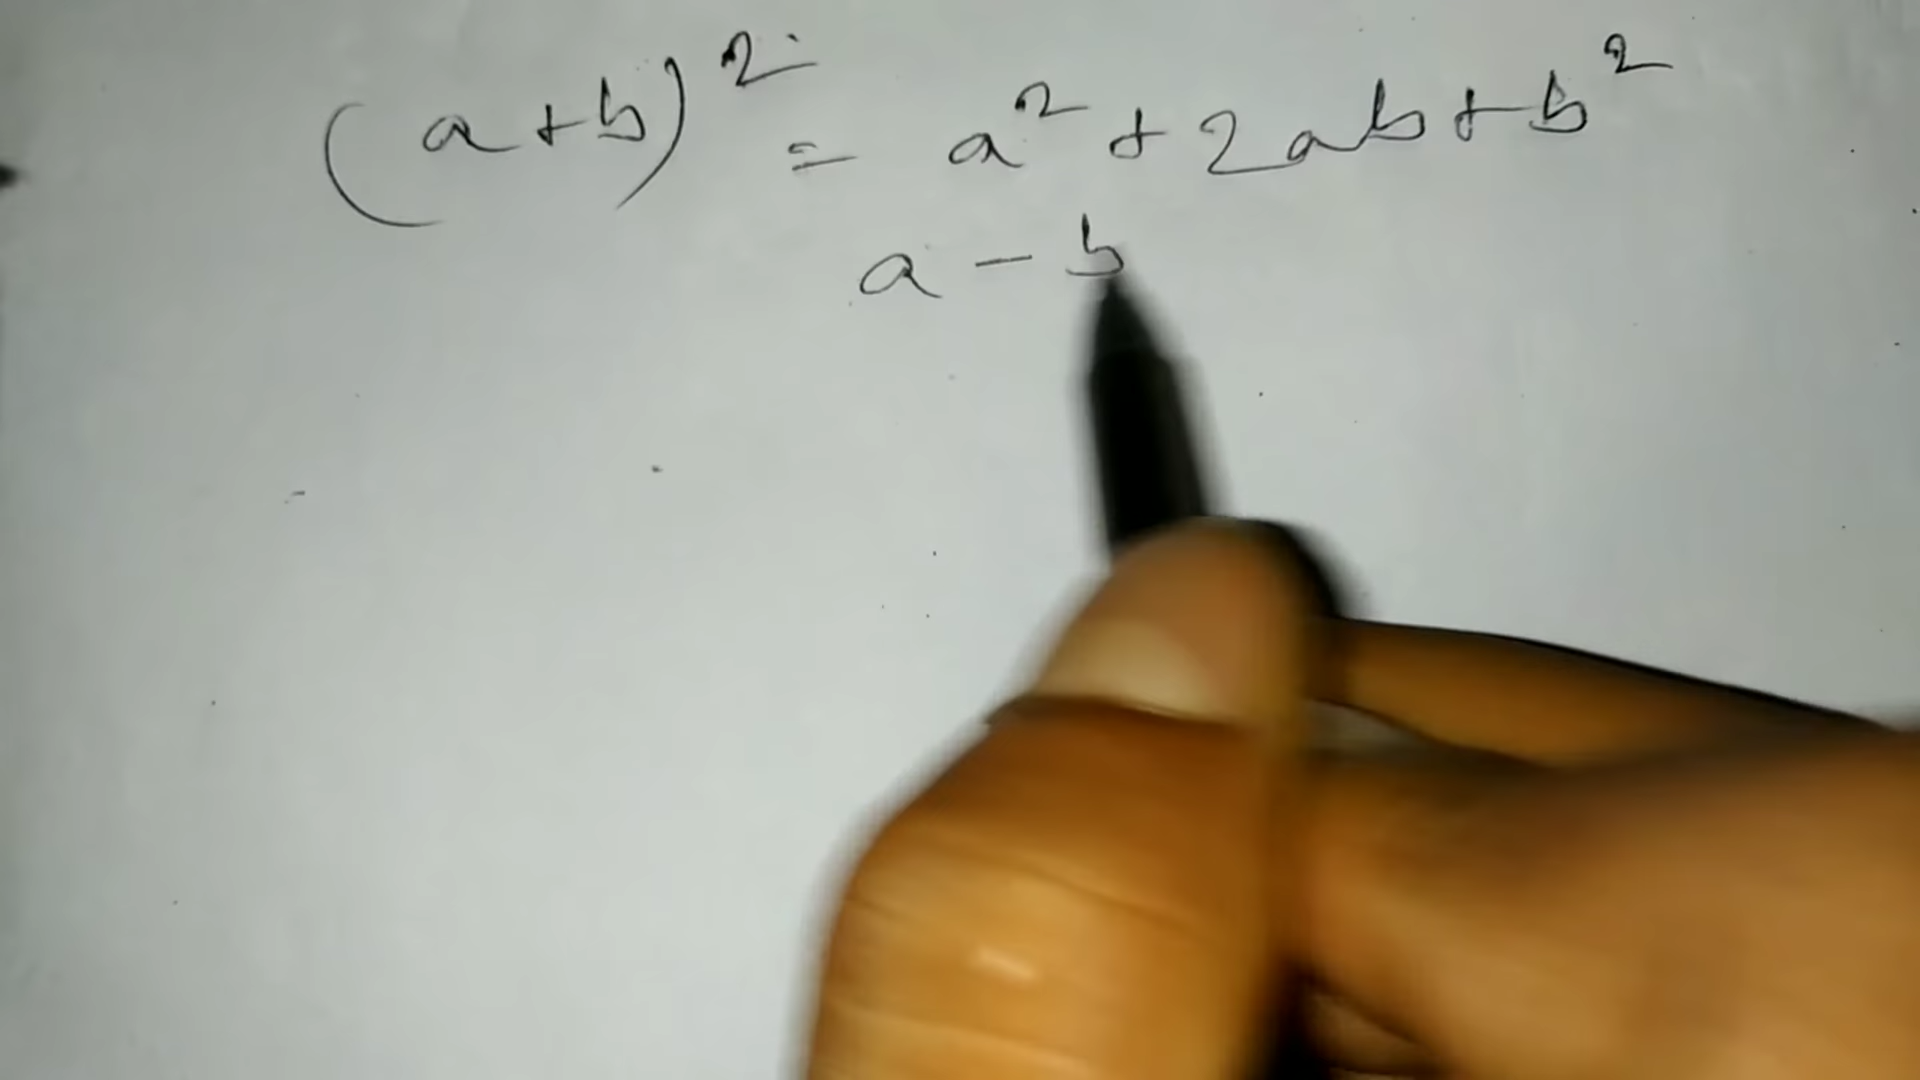 (a+b)² = a² + 2ab + b²
a - b